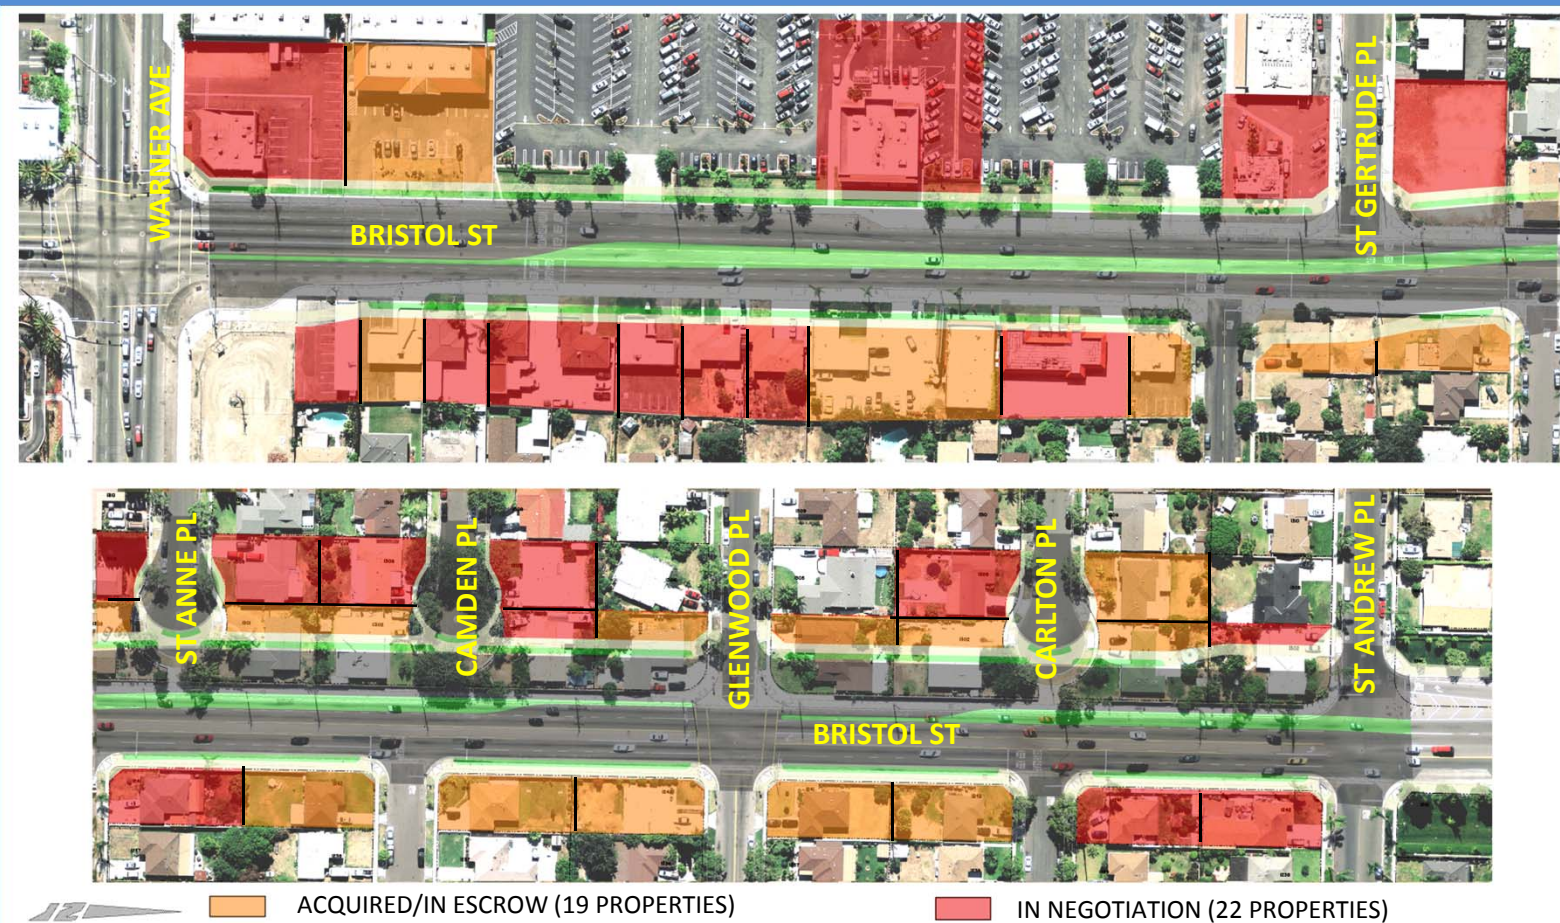 WARNER AVE
BRISTOL ST
ST GERTRUDE PL
ST ANNE PL
CAMDEN PL
GLENWOOD PL
CARLTON PL
ST ANDREW PL
BRISTOL ST
ACQUIRED/IN ESCROW (19 PROPERTIES)
IN NEGOTIATION (22 PROPERTIES)